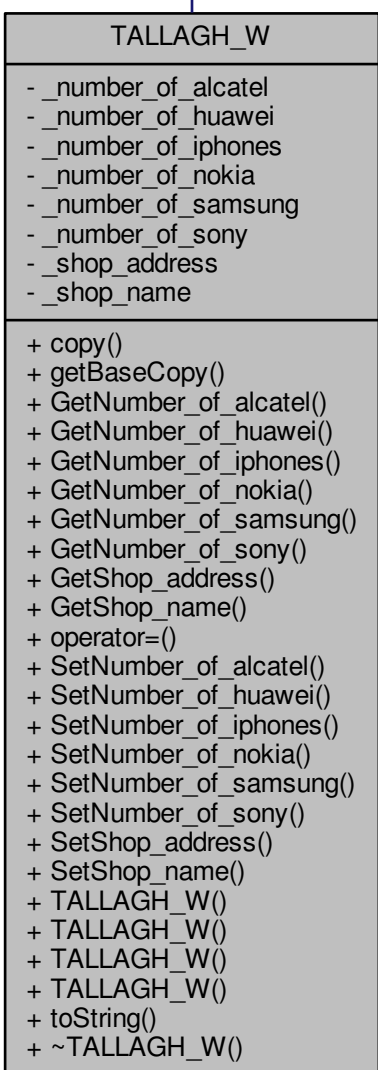 TALLAGH_W
- _number_of_alcatel
- _number_of_huawei
- _number_of_iphones
- _number_of_nokia
- _number_of_samsung
- _number_of_sony
- _shop_address
- _shop_name
+ copy()
+ getBaseCopy()
+ GetNumber_of_alcatel()
+ GetNumber_of_huawei()
+ GetNumber_of_iphones()
+ GetNumber_of_nokia()
+ GetNumber_of_samsung()
+ GetNumber_of_sony()
+ GetShop_address()
+ GetShop_name()
+ operator=()
+ SetNumber_of_alcatel()
+ SetNumber_of_huawei()
+ SetNumber_of_iphones()
+ SetNumber_of_nokia()
+ SetNumber_of_samsung()
+ SetNumber_of_sony()
+ SetShop_address()
+ SetShop_name()
+ TALLAGH_W()
+ TALLAGH_W()
+ TALLAGH_W()
+ TALLAGH_W()
+ toString()
+ ~TALLAGH_W()